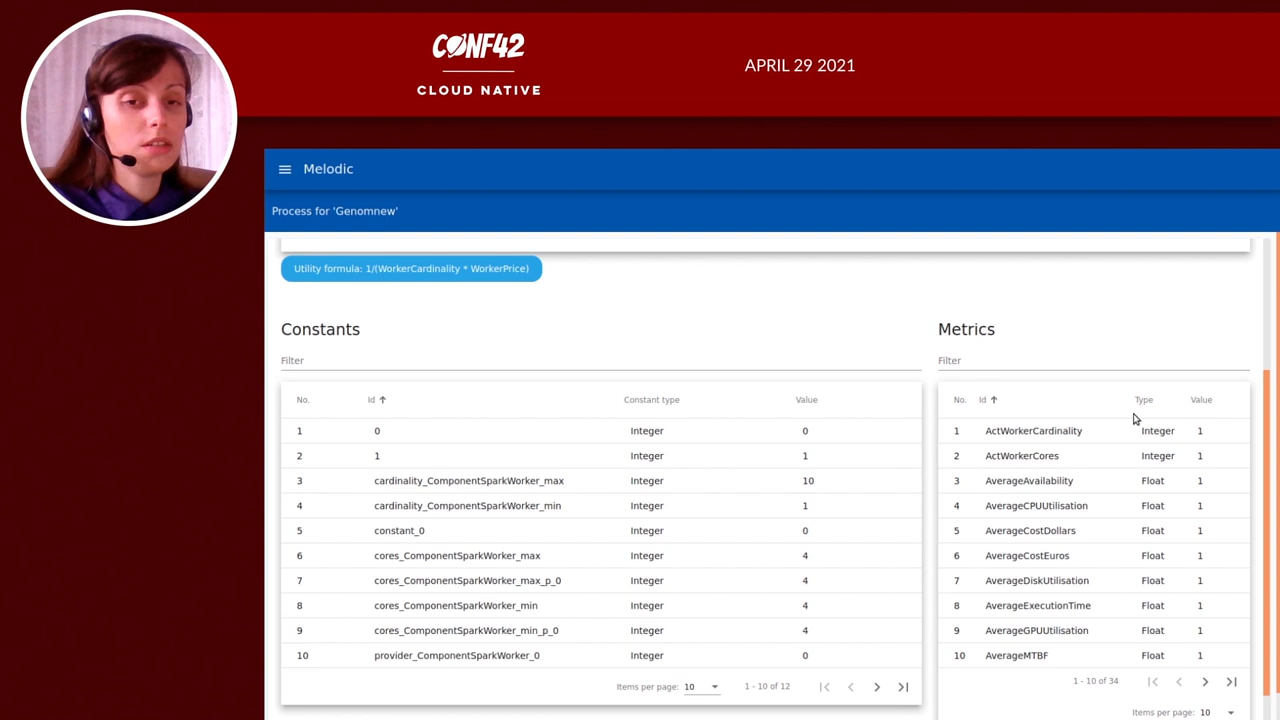 CONF42
CLOUD NATIVE
APRIL 29 2021
Melodic
Process for 'Genomnew'
Utility formula: 1/(WorkerCardinality * WorkerPrice)
Constants
Filter
No. Id Constant type Value
1 0 Integer 0
2 1 Integer 1
3 cardinality_ComponentSparkWorker_max Integer 10
4 cardinality_ComponentSparkWorker_min Integer 1
5 constant_0 Integer 0
6 cores_ComponentSparkWorker_max Integer 4
7 cores_ComponentSparkWorker_max_p_0 Integer 4
8 cores_ComponentSparkWorker_min Integer 4
9 cores_ComponentSparkWorker_min_p_0 Integer 4
10 provider_ComponentSparkWorker_0 Integer 0
Items per page: 10 1 - 10 of 12
Metrics
Filter
No. Id Type Value
1 ActWorkerCardinality Integer 1
2 ActWorkerCores Integer 1
3 AverageAvailability Float 1
4 AverageCPUUtilisation Float 1
5 AverageCostDollars Float 1
6 AverageCostEuros Float 1
7 AverageDiskUtilisation Float 1
8 AverageExecutionTime Float 1
9 AverageGPUUtilisation Float 1
10 AverageMTBF Float 1
1 - 10 of 34
Items per page: 10